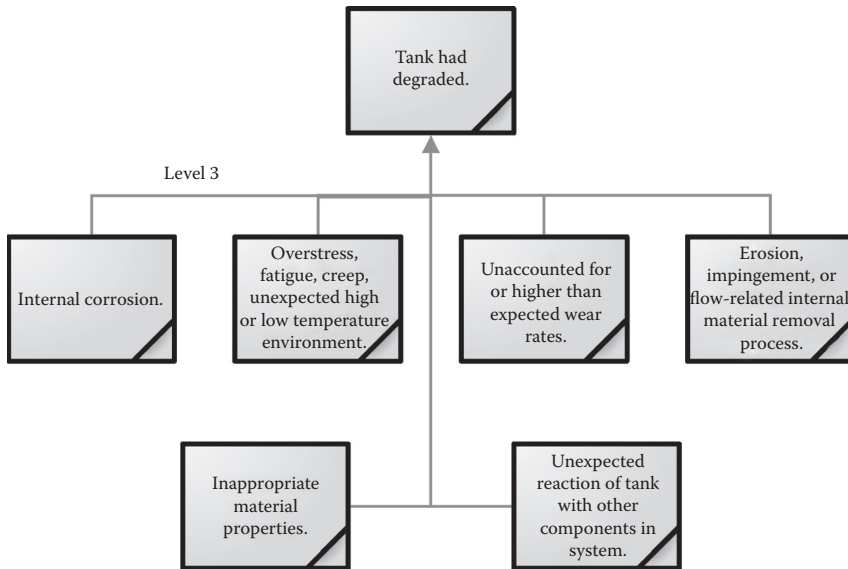 Tank had
degraded.
Level 3
Internal corrosion.
Overstress,
fatigue, creep,
unexpected high
or low temperature
environment.
Unaccounted for
or higher than
expected wear
rates.
Erosion,
impingement, or
flow-related internal
material removal
process.
Inappropriate
material
properties.
Unexpected
reaction of tank
with other
components in
system.